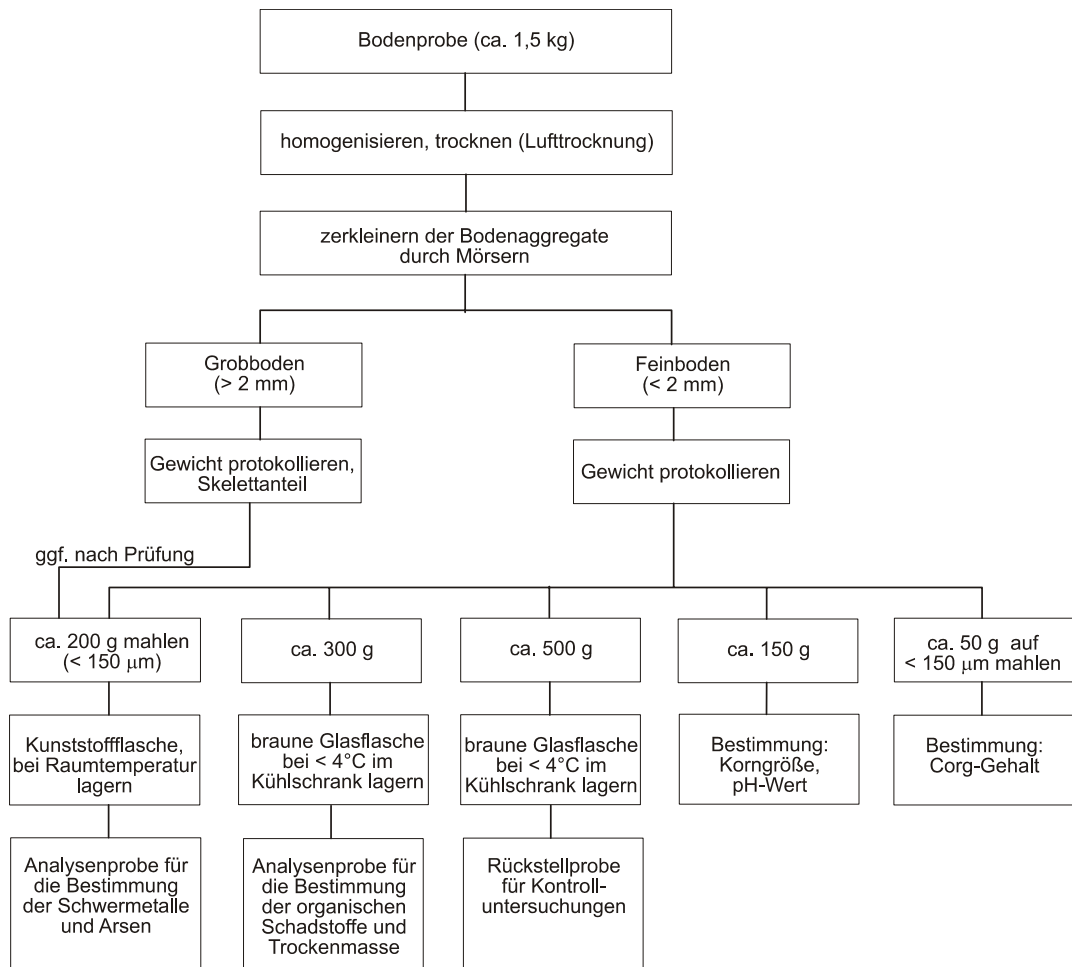 Bodenprobe (ca. 1,5 kg)
homogenisieren, trocknen (Lufttrocknung)
zerkleinern der Bodenaggregate
durch Mörsern
Grobboden
(> 2 mm)
Feinboden
(< 2 mm)
Gewicht protokollieren,
Skelettanteil
Gewicht protokollieren
ggf. nach Prüfung
ca. 200 g mahlen
(< 150 μm)
ca. 300 g
ca. 500 g
ca. 150 g
ca. 50 g auf
< 150 μm mahlen
Kunststoffflasche,
bei Raumtemperatur
lagern
braune Glasflasche
bei < 4°C im
Kühlschrank lagern
braune Glasflasche
bei < 4°C im
Kühlschrank lagern
Bestimmung:
Korngröße,
pH-Wert
Bestimmung:
Corg-Gehalt
Analysenprobe für
die Bestimmung
der Schwermetalle
und Arsen
Analysenprobe für
die Bestimmung
der organischen
Schadstoffe und
Trockenmasse
Rückstellprobe
für Kontroll-
untersuchungen